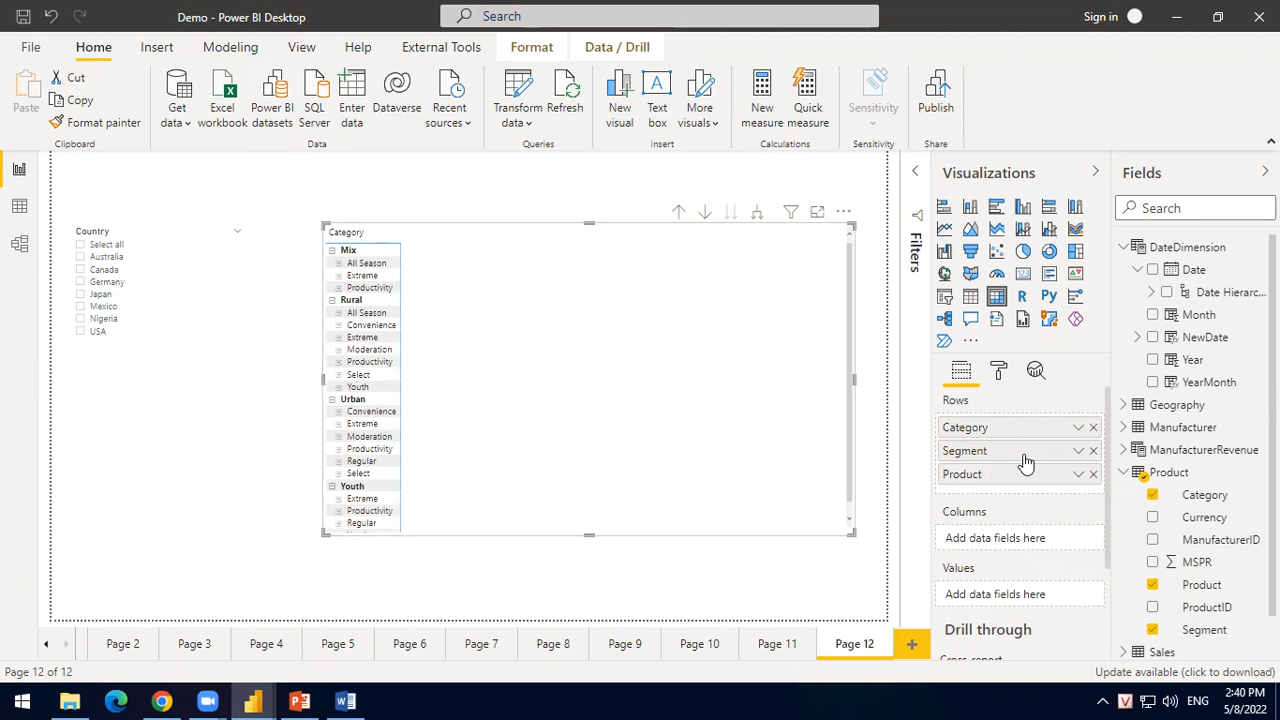 Demo - Power BI Desktop
Search
Sign in
File
Home
Insert
Modeling
View
Help
External Tools
Format
Data / Drill
Paste
Cut
Copy
Format painter
Clipboard
Get data
Excel workbook
Power BI datasets
SQL Server
Enter data
Dataverse
Recent sources
Data
Transform data
Refresh
Queries
New visual
Text box
More visuals
Insert
New measure
Quick measure
Calculations
Sensitivity
Sensitivity
Publish
Share
Country
Select all
Australia
Canada
Germany
Japan
Mexico
Nigeria
USA
Category
Mix
All Season
Extreme
Productivity
Rural
All Season
Convenience
Extreme
Moderation
Productivity
Select
Youth
Urban
Convenience
Extreme
Moderation
Productivity
Regular
Select
Youth
Extreme
Productivity
Regular
Filters
Visualizations
Rows
Category
Segment
Product
Columns
Add data fields here
Values
Add data fields here
Drill through
Cross-report
Fields
Search
DateDimension
Date
Date Hierarc...
Month
NewDate
Year
YearMonth
Geography
Manufacturer
ManufacturerRevenue
Product
Category
Currency
ManufacturerID
MSPR
Product
ProductID
Segment
Sales
Page 2
Page 3
Page 4
Page 5
Page 6
Page 7
Page 8
Page 9
Page 10
Page 11
Page 12
Page 12 of 12
Update available (click to download)
ENG
2:40 PM
5/8/2022